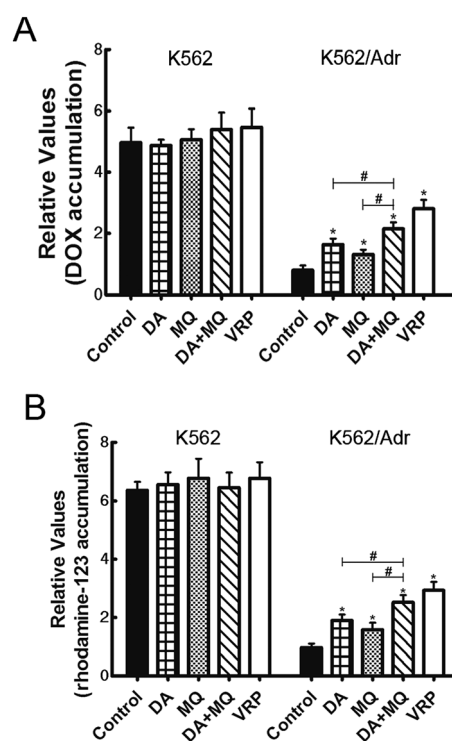 A
K562
K562/Adr
Relative Values
(DOX accumulation)
8
6
4
2
0
#
#
*
*
*
*
Control
DA
MQ
DA+MQ
VRP
Control
DA
MQ
DA+MQ
VRP
B
K562
K562/Adr
Relative Values
(rhodamine-123 accumulation)
8
6
4
2
0
#
#
*
*
*
*
Control
DA
MQ
DA+MQ
VRP
Control
DA
MQ
DA+MQ
VRP